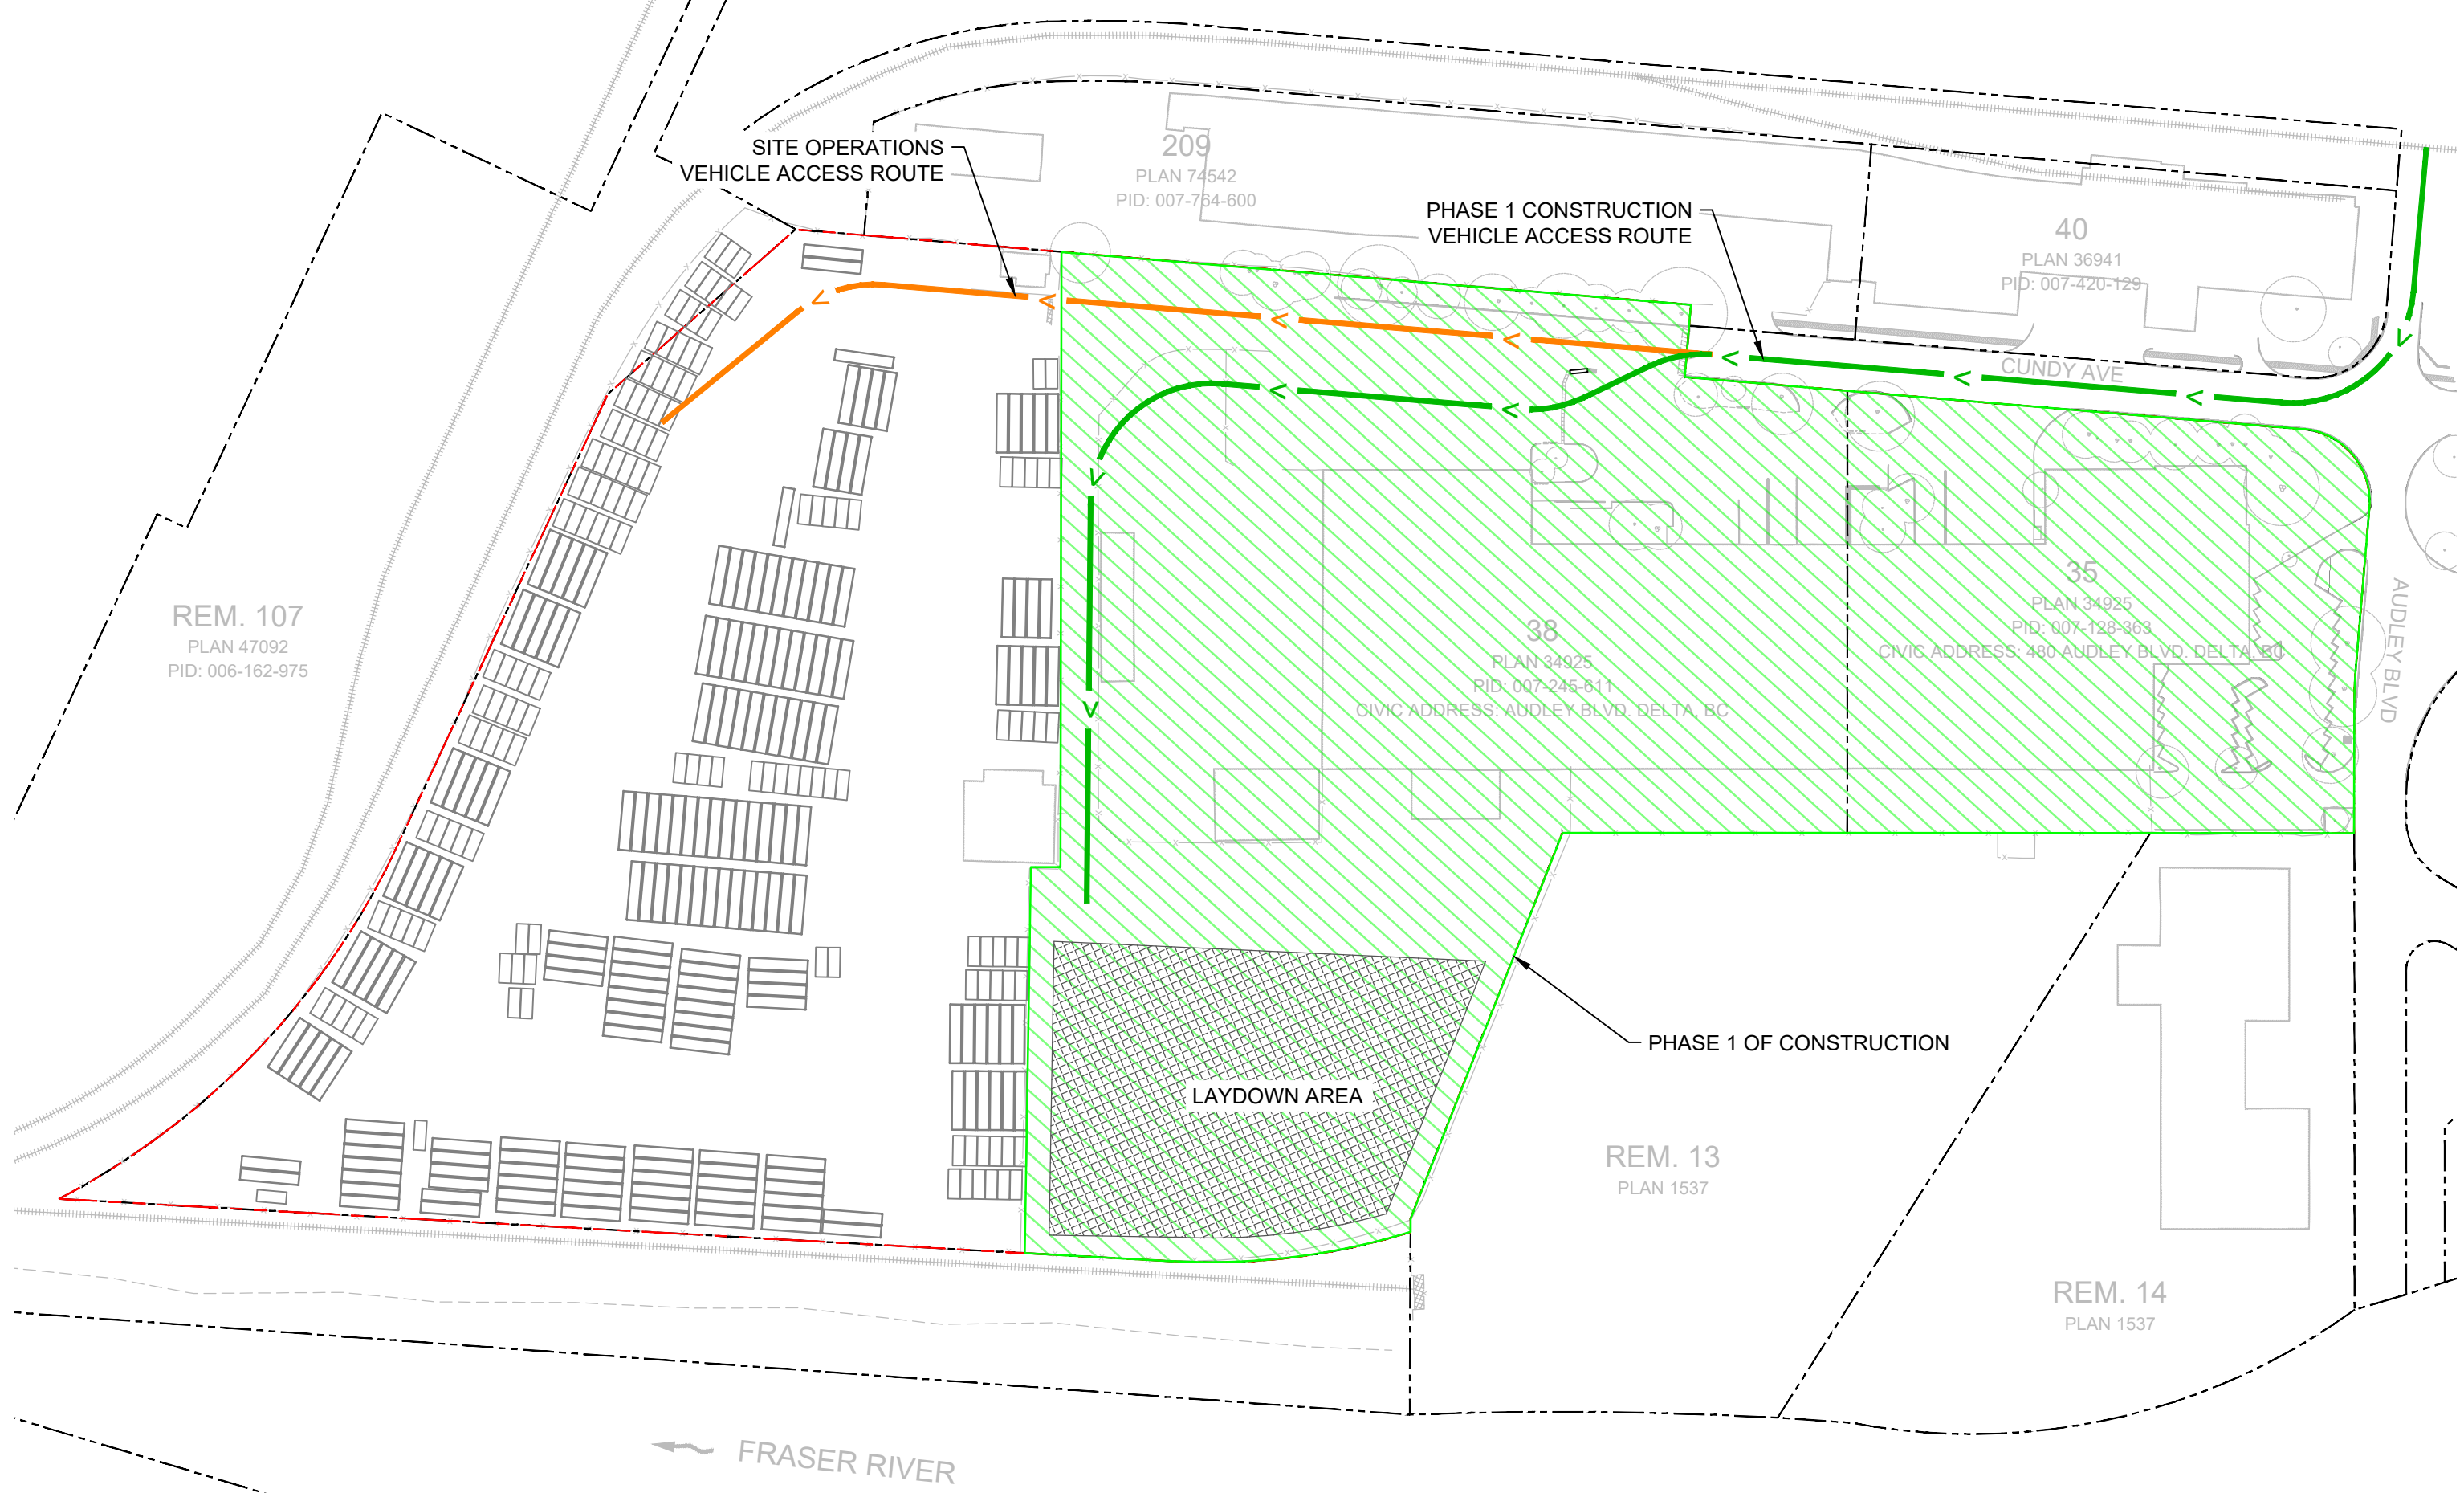 SITE OPERATIONS
VEHICLE ACCESS ROUTE
209
PLAN 74542
PID: 007-764-600
PHASE 1 CONSTRUCTION
VEHICLE ACCESS ROUTE
40
PLAN 36941
PID: 007-420-129
CUNDY AVE
REM. 107
PLAN 47092
PID: 006-162-975
38
PLAN 34925
PID: 007-245-611
CIVIC ADDRESS: AUDLEY BLVD. DELTA, BC
35
PLAN 34925
PID: 007-128-363
CIVIC ADDRESS: 480 AUDLEY BLVD. DELTA, BC
AUDLEY BLVD
PHASE 1 OF CONSTRUCTION
LAYDOWN AREA
REM. 13
PLAN 1537
REM. 14
PLAN 1537
FRASER RIVER